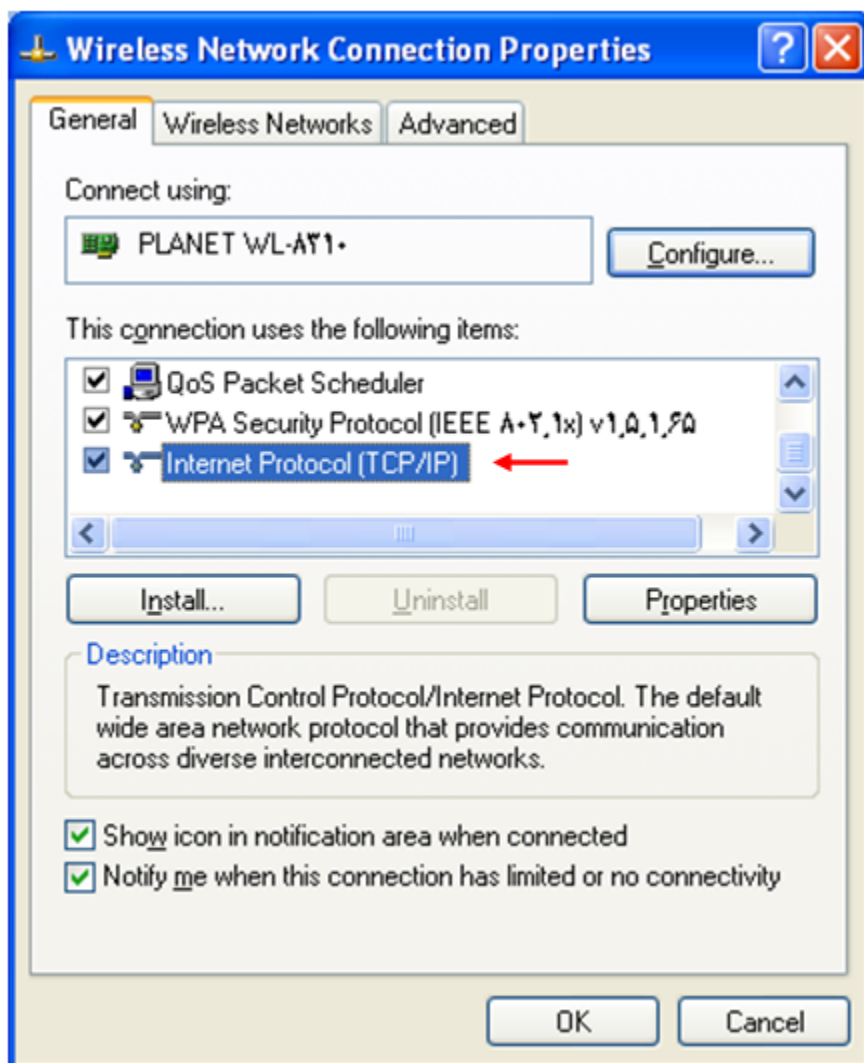 Wireless Network Connection Properties
General Wireless Networks Advanced
Connect using:
PLANET WL-۸۳۱۰
Configure...
This connection uses the following items:
QoS Packet Scheduler
WPA Security Protocol (IEEE ۸۰۲,۱x) v۱,۵,۱,۶۵
Internet Protocol (TCP/IP)
Install... Uninstall Properties
Description
Transmission Control Protocol/Internet Protocol. The default
wide area network protocol that provides communication
across diverse interconnected networks.
Show icon in notification area when connected
Notify me when this connection has limited or no connectivity
OK Cancel